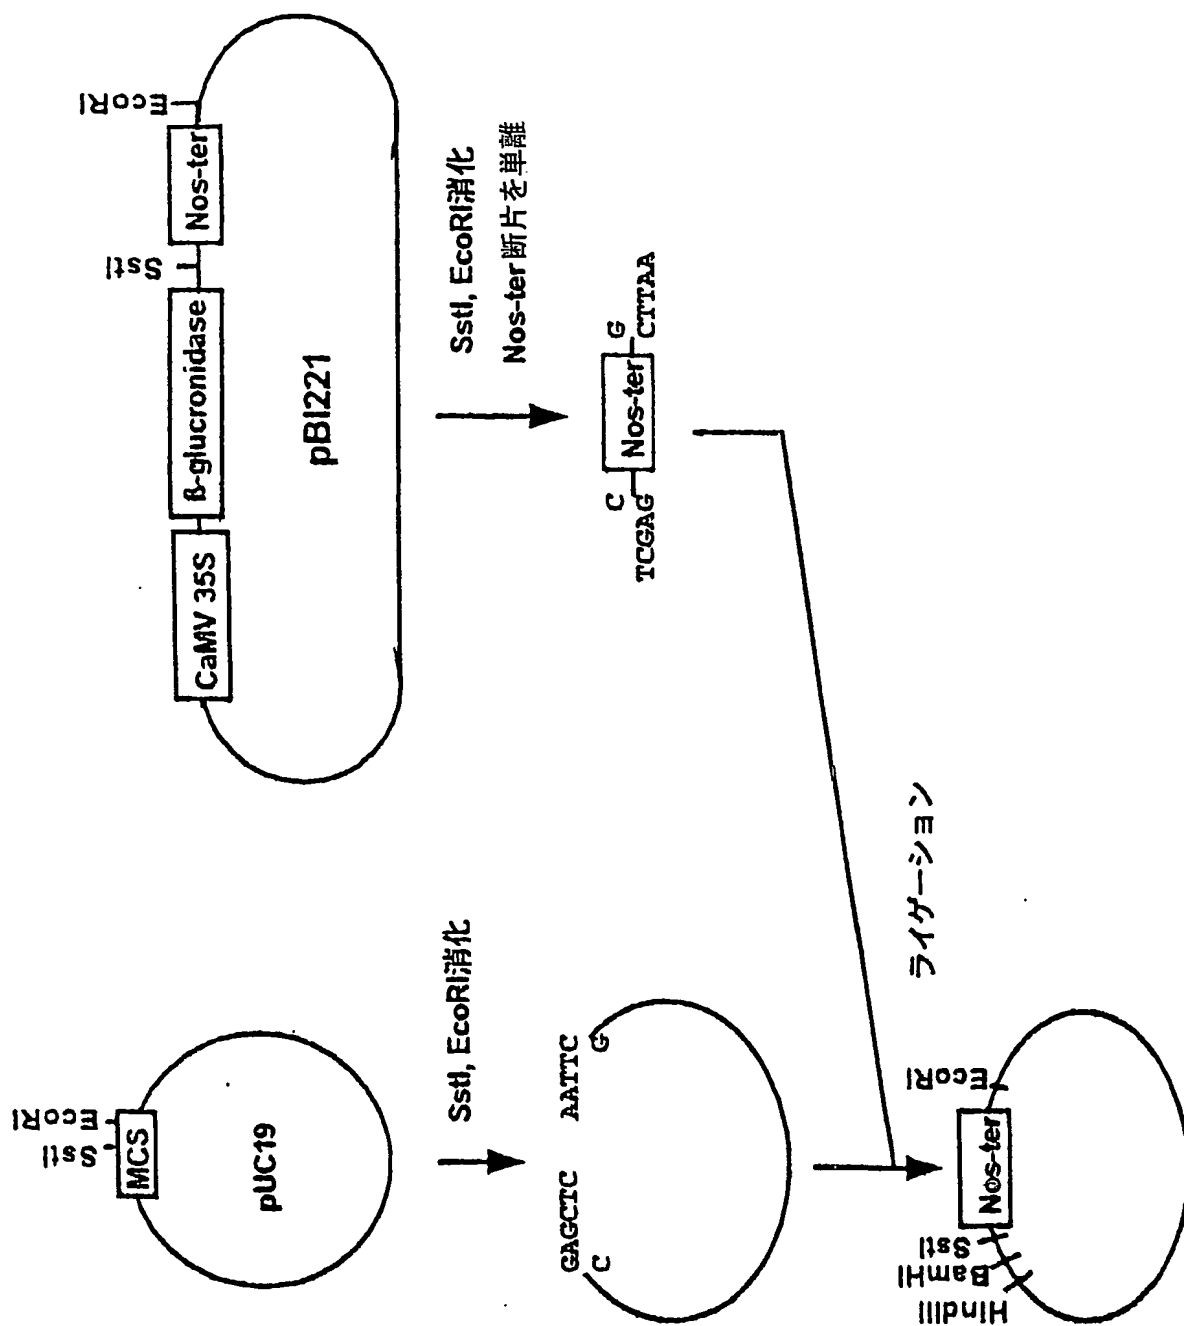 SstI
EcoRI
MCS
pUC19
SstI, EcoRI消化
GAGCTC AATTC
C G
CaMV 35S
ß-glucronidase
SstI
Nos-ter
EcoRI
pBI221
SstI, EcoRI消化
Nos-ter断片を単離
C G
Nos-ter
TCGAG CTTAA
ライゲーション
HindIII
BamHI
SstI
Nos-ter
EcoRI